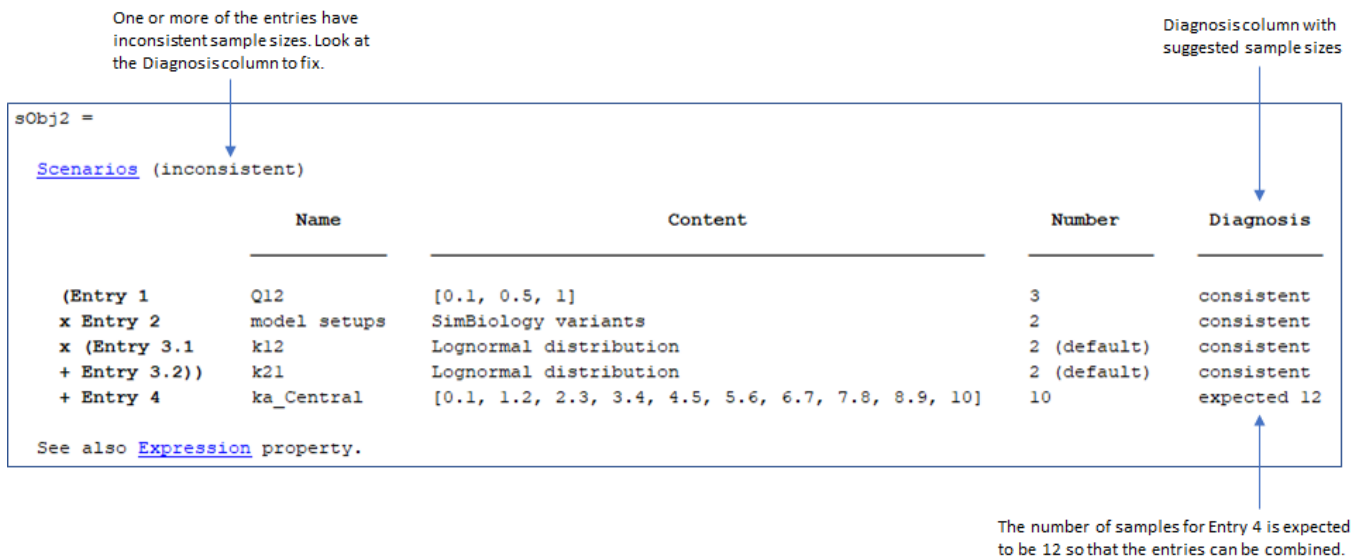 One or more of the entries have
inconsistent sample sizes. Look at
the Diagnosis column to fix.
Diagnosis column with
suggested sample sizes
sObj2 =
Scenarios (inconsistent)
Name Content Number Diagnosis
(Entry 1 Q12 [0.1, 0.5, 1] 3 consistent
x Entry 2 model setups SimBiology variants 2 consistent
x (Entry 3.1 k12 Lognormal distribution 2 (default) consistent
+ Entry 3.2)) k21 Lognormal distribution 2 (default) consistent
+ Entry 4 ka_Central [0.1, 1.2, 2.3, 3.4, 4.5, 5.6, 6.7, 7.8, 8.9, 10] 10 expected 12
See also Expression property.
The number of samples for Entry 4 is expected
to be 12 so that the entries can be combined.